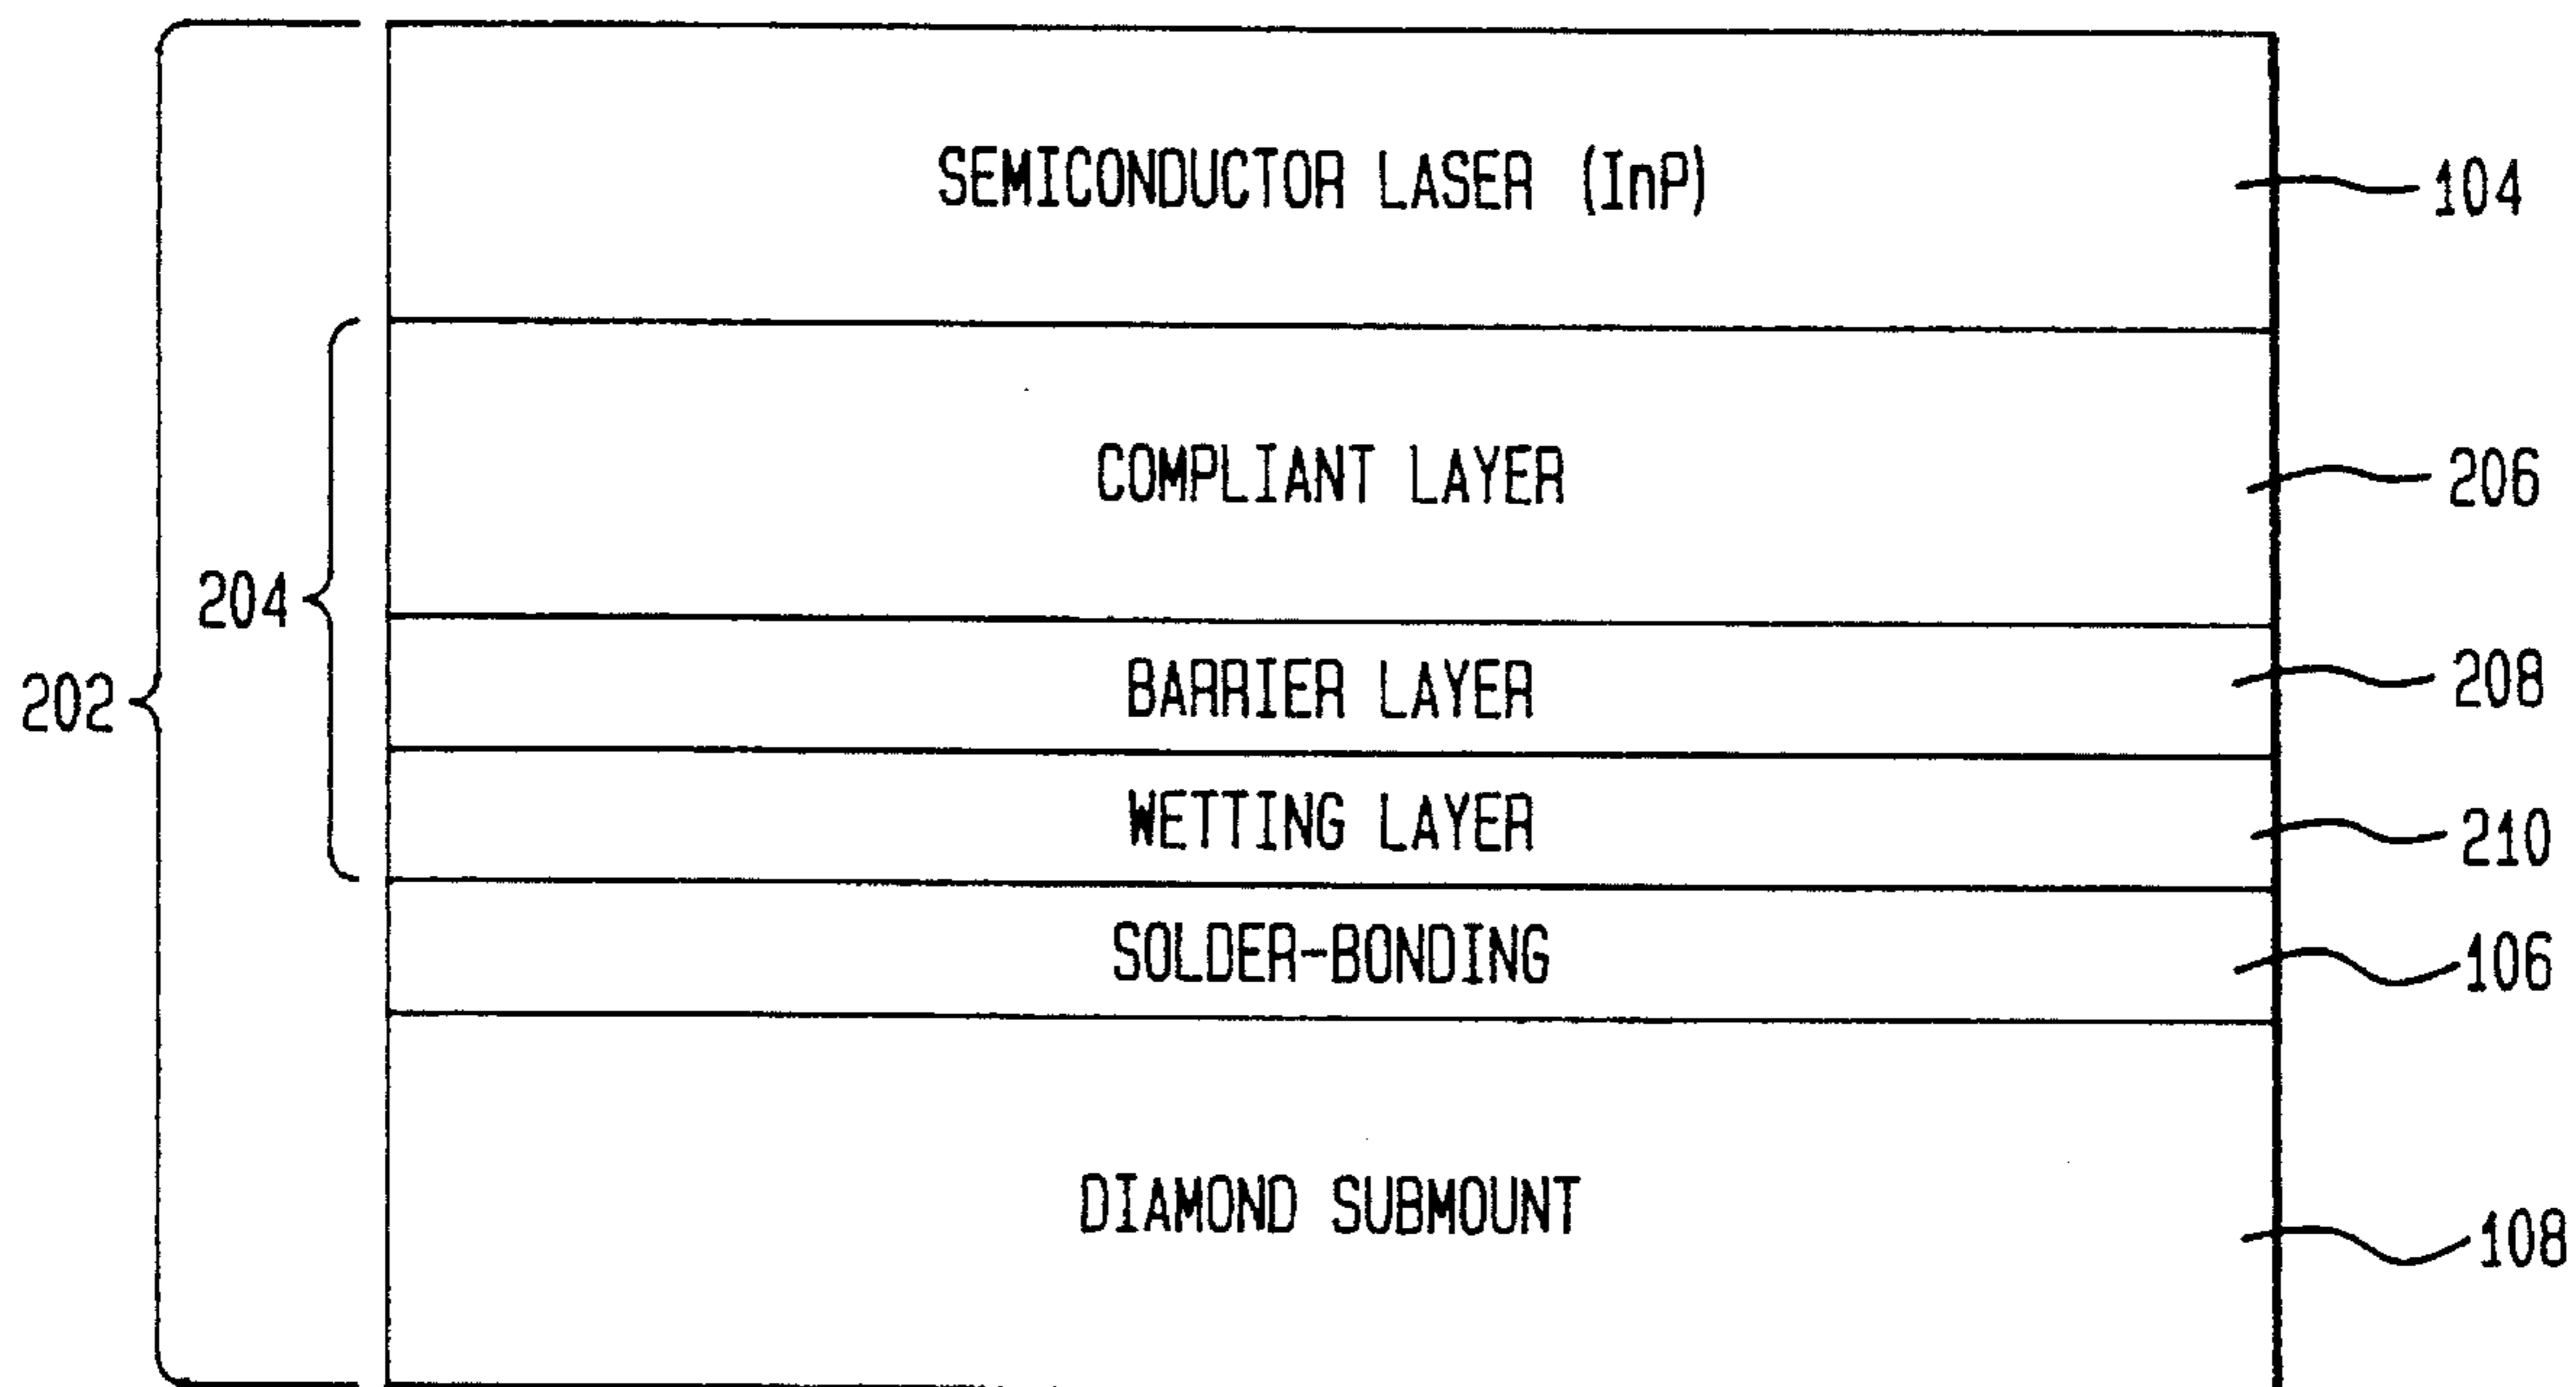 SEMICONDUCTOR LASER (InP)
104
COMPLIANT LAYER
206
204
BARRIER LAYER
208
202
WETTING LAYER
210
SOLDER-BONDING
106
DIAMOND SUBMOUNT
108